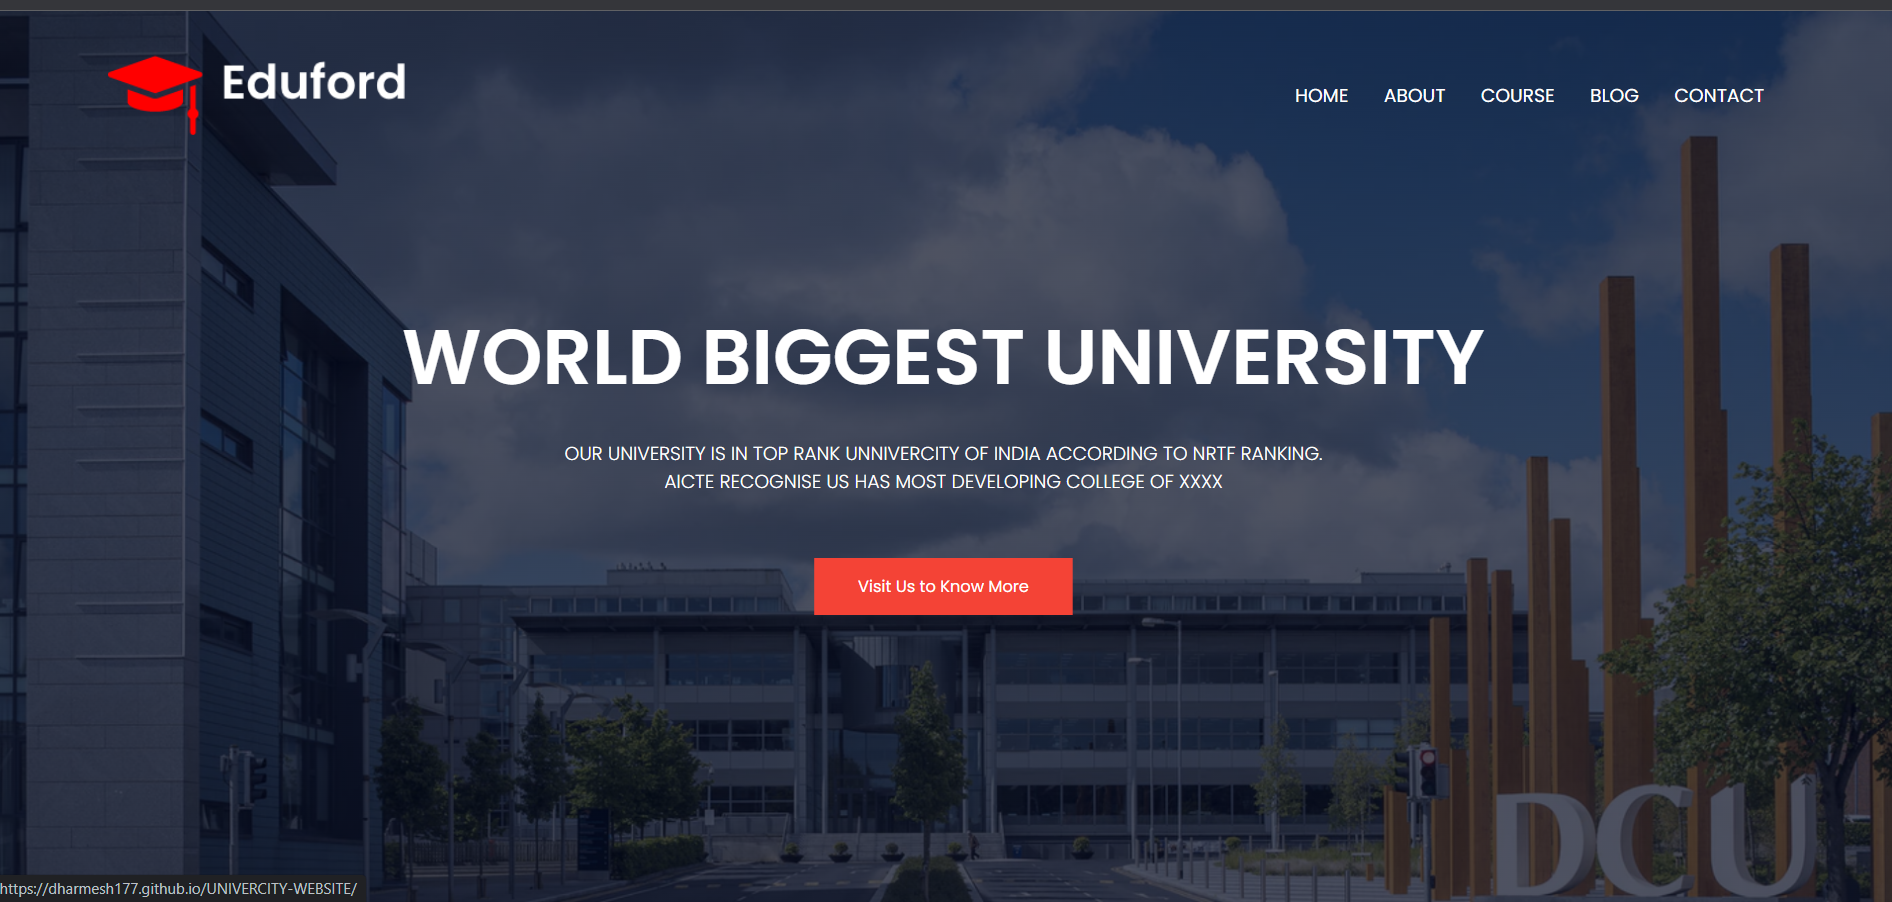 Eduford
HOME ABOUT COURSE BLOG CONTACT
WORLD BIGGEST UNIVERSITY
OUR UNIVERSITY IS IN TOP RANK UNNIVERCITY OF INDIA ACCORDING TO NRTF RANKING.
AICTE RECOGNISE US HAS MOST DEVELOPING COLLEGE OF XXXX
Visit Us to Know More
DCU
https://dharmesh177.github.io/UNIVERCITY-WEBSITE/